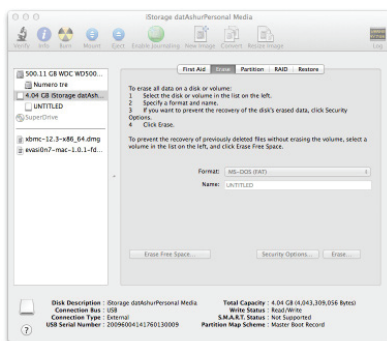 iStorage datAshurPersonal Media
Verify Info Burn Mount Eject Enable Journaling New Image Convert Resize Image Log
500.11 GB WDC WD500...
Numero tre
4.04 GB iStorage datAsh...
UNTITLED
SuperDrive
xbmc-12.3-x86_64.dmg
evasi0n7-mac-1.0.1-fd...
First Aid Erase Partition RAID Restore
To erase all data on a disk or volume:
1 Select the disk or volume in the list on the left.
2 Specify a format and name.
3 If you want to prevent the recovery of the disk's erased data, click Security
Options.
4 Click Erase.
To prevent the recovery of previously deleted files without erasing the volume, select a
volume in the list on the left, and click Erase Free Space.
Format: MS-DOS (FAT)
Name: UNTITLED
Erase Free Space... Security Options... Erase...
Disk Description : iStorage datAshurPersonal Media Total Capacity : 4.04 GB (4,043,309,056 Bytes)
Connection Bus : USB Write Status : Read/Write
Connection Type : External S.M.A.R.T. Status : Not Supported
USB Serial Number : 20096004141760130009 Partition Map Scheme : Master Boot Record
?